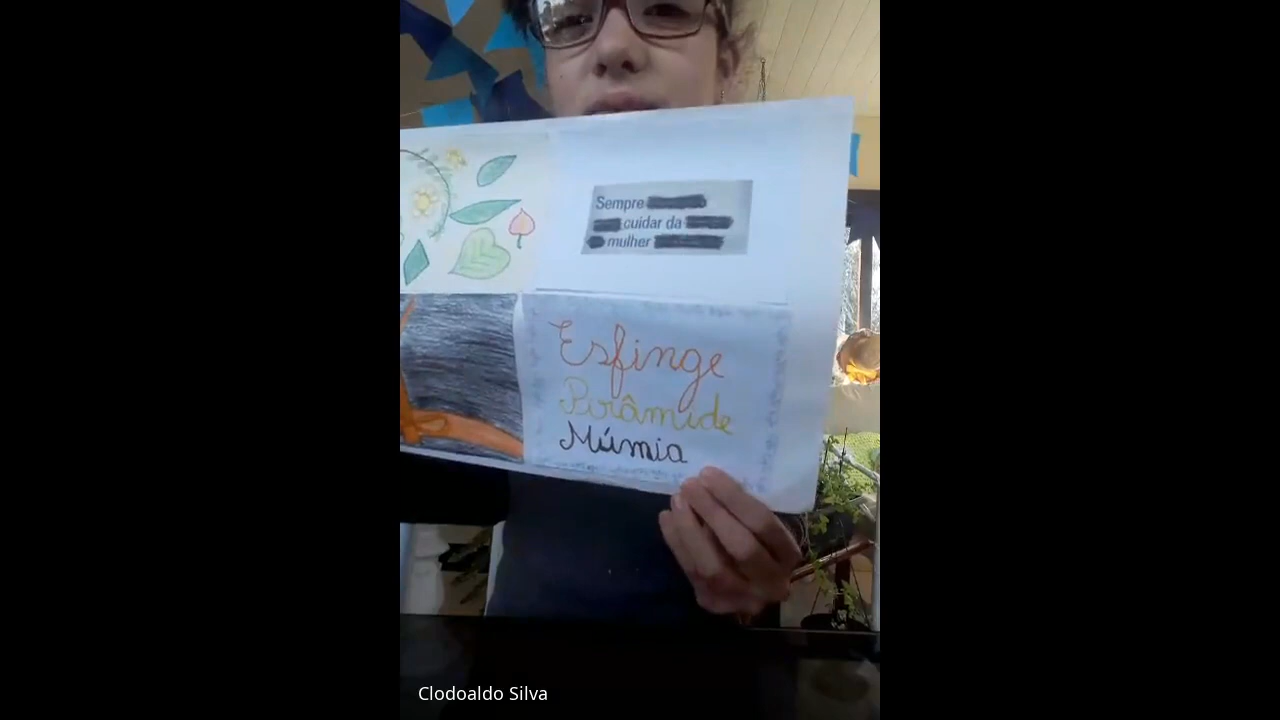 Sempre
cuidar da
mulher
Esfinge
Pirâmide
Múmia
Clodoaldo Silva